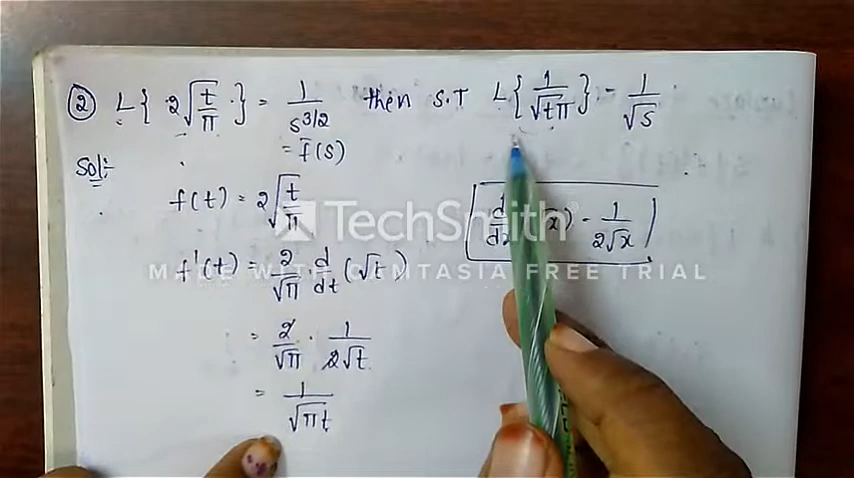 ② L{ 2√(t/π) } = 1/s^(3/2) then S.T L{ 1/√(tπ) } = 1/√s
= f̄(s)
Sol:-
f(t) = 2√(t/π)
f'(t) = 2/√π · d/dt (√t)
d/dx x) = 1/(2√x)
= 2/√π · 1/(2√t)
= 1/√(πt)
TechSmith
MADE WITH CAMTASIA FREE TRIAL